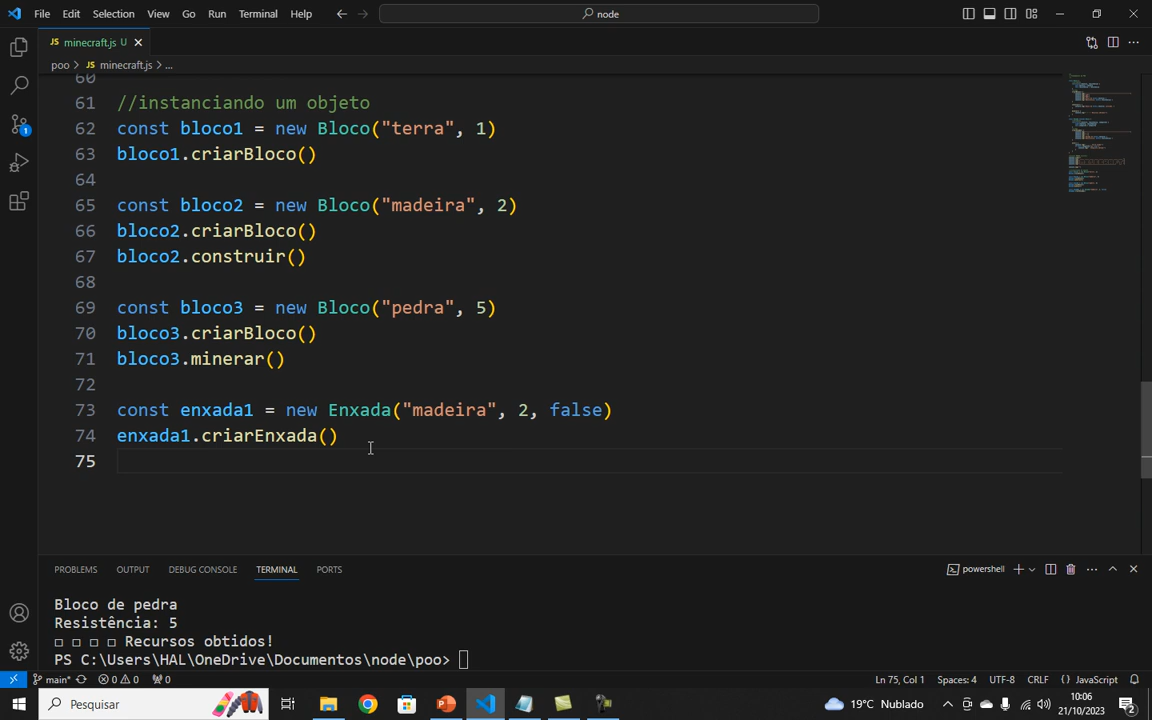 File Edit Selection View Go Run Terminal Help node
JS minecraft.js U
poo > JS minecraft.js > ...
60
61 //instanciando um objeto
62 const bloco1 = new Bloco("terra", 1)
63 bloco1.criarBloco()
64
65 const bloco2 = new Bloco("madeira", 2)
66 bloco2.criarBloco()
67 bloco2.construir()
68
69 const bloco3 = new Bloco("pedra", 5)
70 bloco3.criarBloco()
71 bloco3.minerar()
72
73 const enxada1 = new Enxada("madeira", 2, false)
74 enxada1.criarEnxada()
75
PROBLEMS OUTPUT DEBUG CONSOLE TERMINAL PORTS powershell
Bloco de pedra
Resistência: 5
□ □ □ □ Recursos obtidos!
PS C:\Users\HAL\OneDrive\Documentos\node\poo>
main* 0 0 0 Ln 75, Col 1 Spaces: 4 UTF-8 CRLF {} JavaScript
Pesquisar 19°C Nublado 10:06
21/10/2023 2